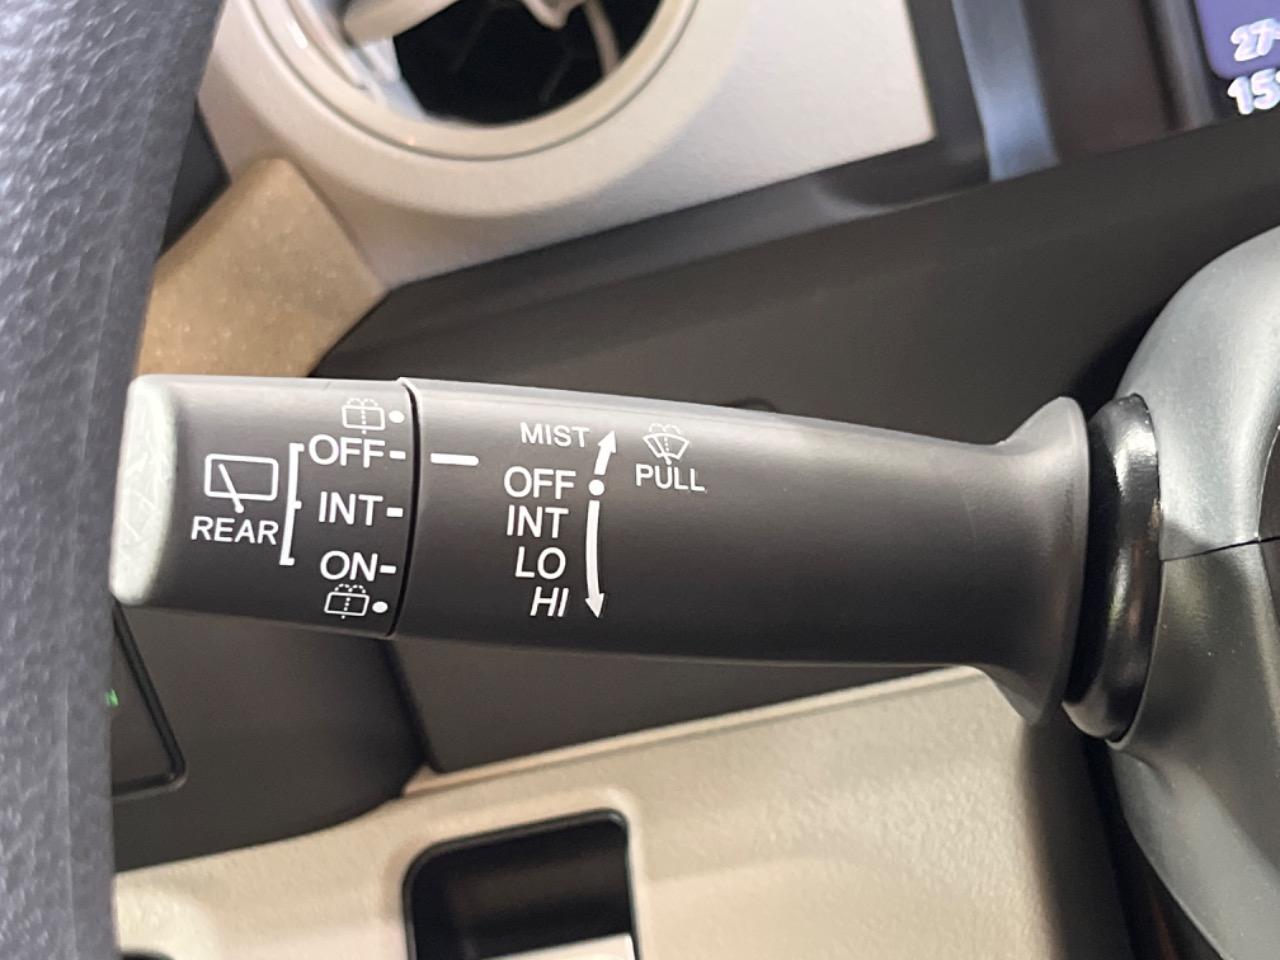 REAR
OFF
INT
ON
MIST
OFF
INT
LO
HI
PULL